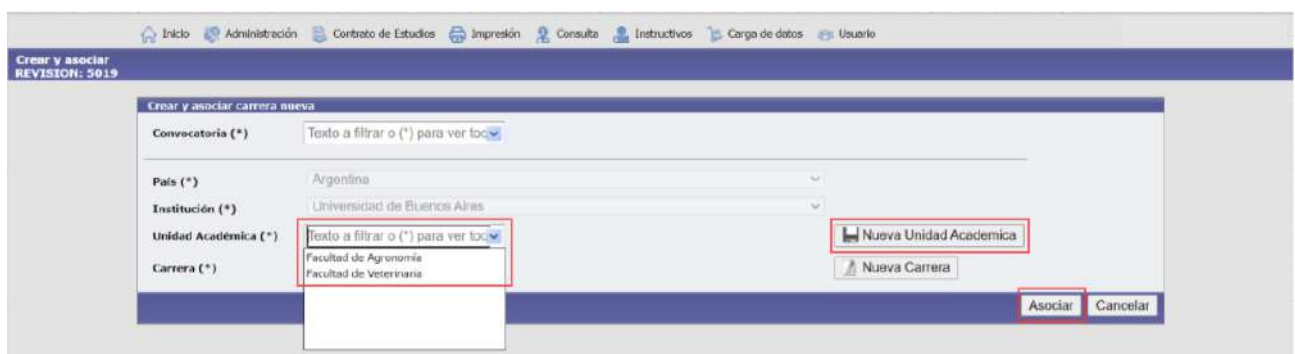 Inicio Administración Contrato de Estudios Impresión Consulta Instructivos Carga de datos Usuario
Crear y asociar
REVISION: 5019
Crear y asociar carrera nueva
Convocatoria (*) Texto a filtrar o (*) para ver toc
País (*) Argentina
Institución (*) Universidad de Buenos Aires
Unidad Académica (*) Texto a filtrar o (*) para ver toc Nueva Unidad Academica
Facultad de Agronomía
Carrera (*) Facultad de Veterinaria Nueva Carrera
Asociar Cancelar